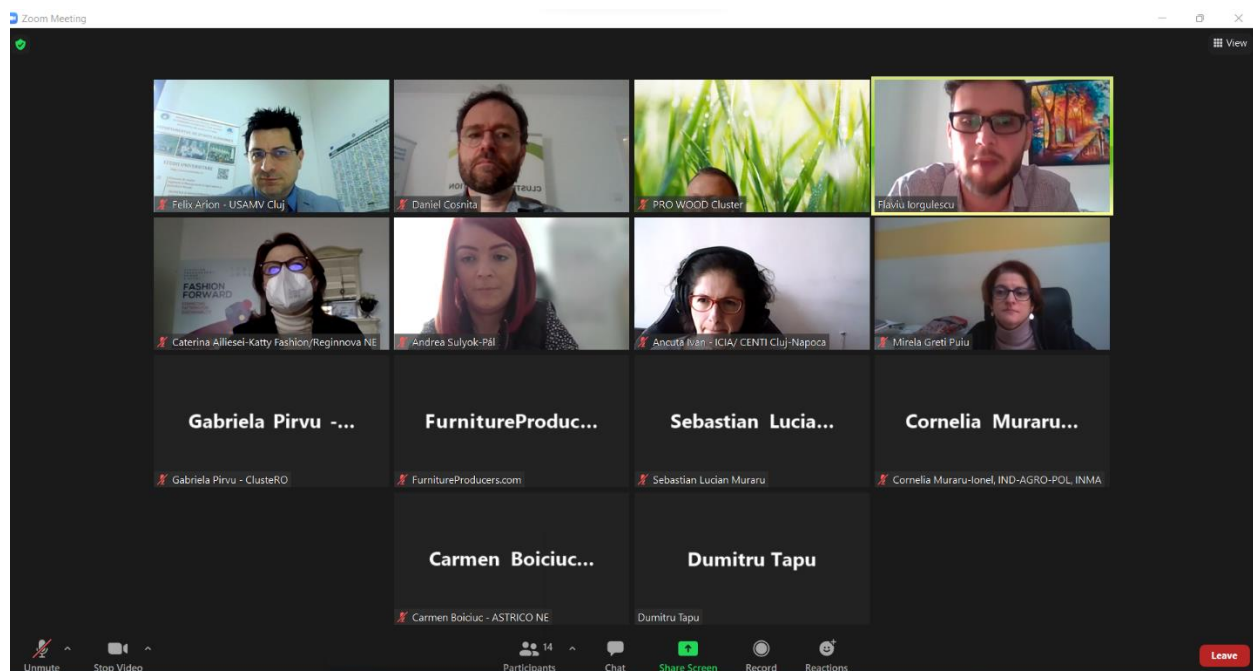 Zoom Meeting
View
Felix Arion - USAMV Cluj
Daniel Cosnita
PRO WOOD Cluster
Flaviu Iorgulescu
FASHION
FORWARD
Caterina Ailiesei-Katty Fashion/Reginnova NE
Andrea Sulyok-Pál
Ancuta Ivan - ICIA/ CENTI Cluj-Napoca
Mirela Greti Puiu
Gabriela Pirvu -...
FurnitureProduc...
Sebastian Lucia...
Cornelia Muraru...
Gabriela Pirvu - ClusteRO
FurnitureProducers.com
Sebastian Lucian Muraru
Cornelia Muraru-Ionel, IND-AGRO-POL, INMA
Carmen Boiciuc...
Dumitru Tapu
Carmen Boiciuc - ASTRICO NE
Dumitru Tapu
Unmute
Stop Video
Participants
14
Chat
Share Screen
Record
Reactions
Leave